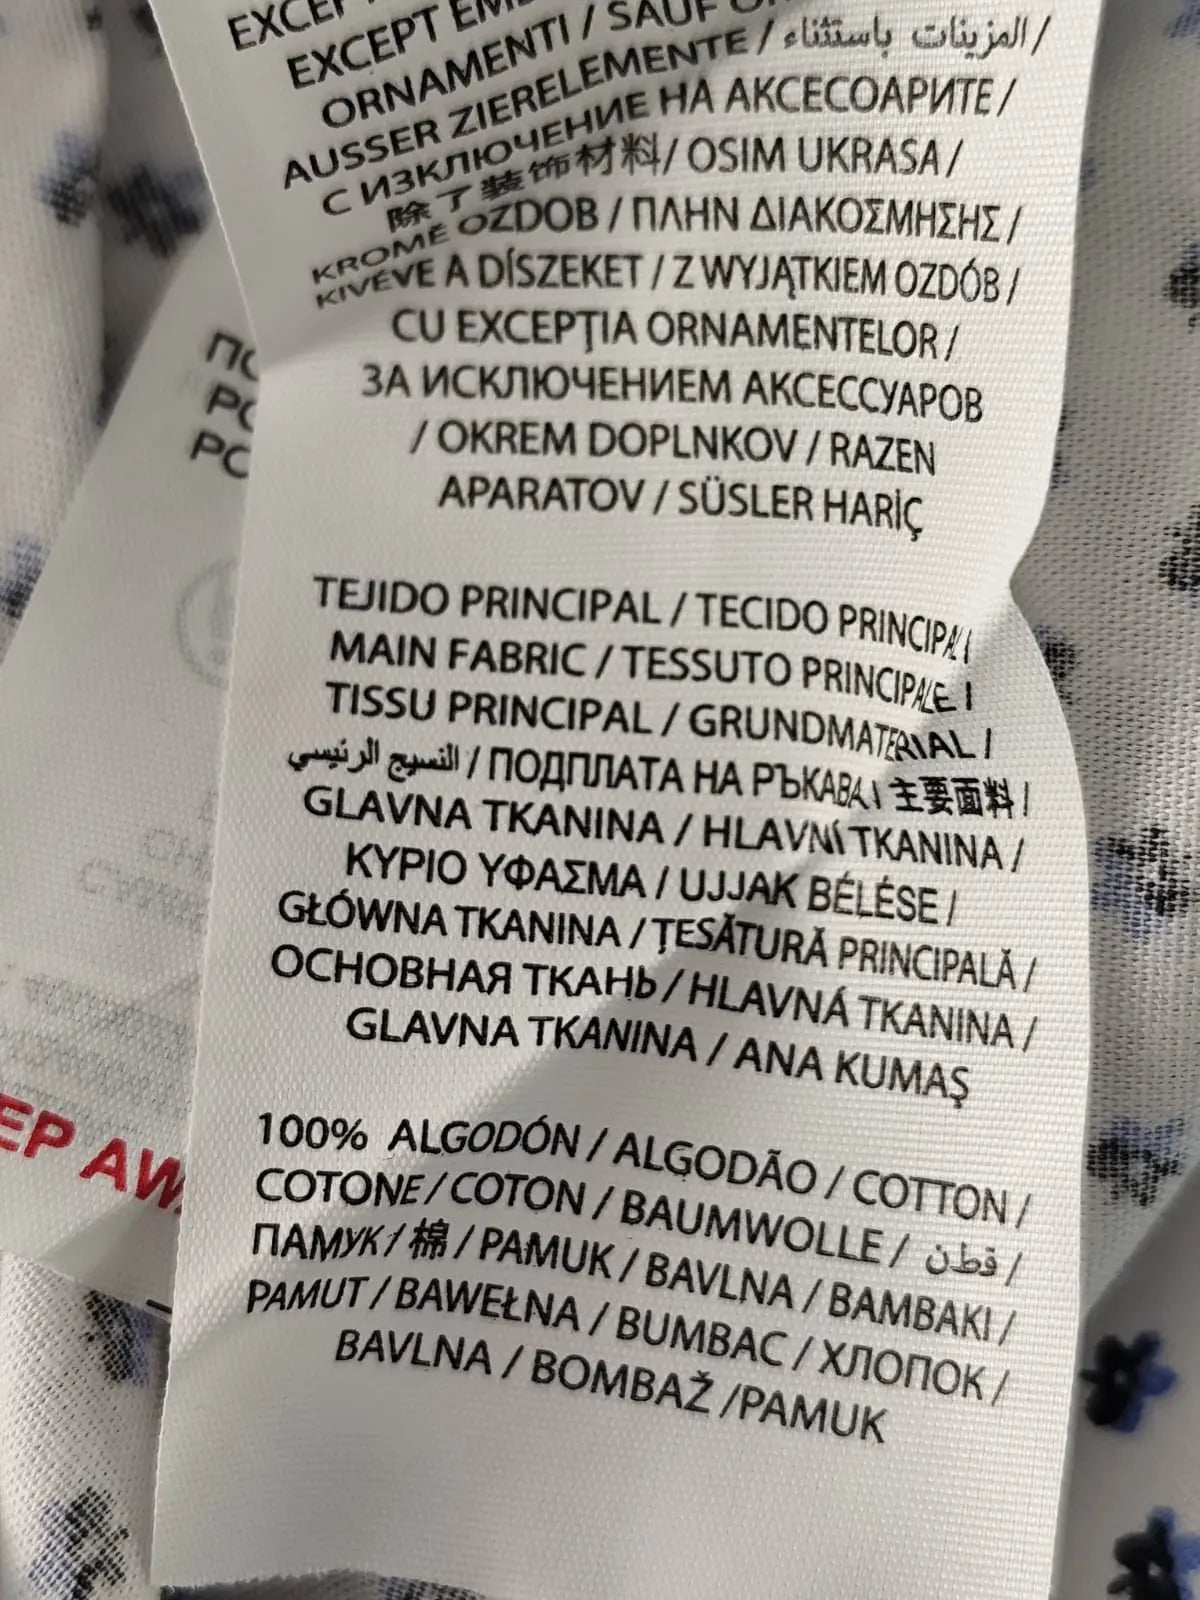 EXCEPT
ORNAMENTI / SAUF
AUSSER ZIERELEMENTE / المزينات باستثناء /
С ИЗКЛЮЧЕНИЕ НА АКСЕСОАРИТЕ /
除了装饰材料/ OSIM UKRASA /
KROMĚ OZDOB / ΠΛΗΝ ΔΙΑΚΟΣΜΗΣΗΣ /
KIVÉVE A DÍSZEKET / Z WYJĄTKIEM OZDÓB /
CU EXCEPŢIA ORNAMENTELOR /
ЗА ИСКЛЮЧЕНИЕМ АКСЕССУАРОВ
/ OKREM DOPLNKOV / RAZEN
APARATOV / SÜSLER HARİÇ
TEJIDO PRINCIPAL / TECIDO PRINCIPAL /
MAIN FABRIC / TESSUTO PRINCIPALE /
TISSU PRINCIPAL / GRUNDMATERIAL /
النسيج الرئيسي / ПОДПЛАТА НА РЪКАВА / 主要面料 /
GLAVNA TKANINA / HLAVNÍ TKANINA /
ΚΥΡΙΟ ΥΦΑΣΜΑ / UJJAK BÉLÉSE /
GŁÓWNA TKANINA / ŢESĂTURĂ PRINCIPALĂ /
ОСНОВНАЯ ТКАНЬ / HLAVNÁ TKANINA /
GLAVNA TKANINA / ANA KUMAŞ
100% ALGODÓN / ALGODÃO / COTTON /
COTONE / COTON / BAUMWOLLE / قطن /
ПАМУК / 棉 / PAMUK / BAVLNA / BAMBAKI /
PAMUT / BAWEŁNA / BUMBAC / ХЛОПОК /
BAVLNA / BOMBAŽ /PAMUK